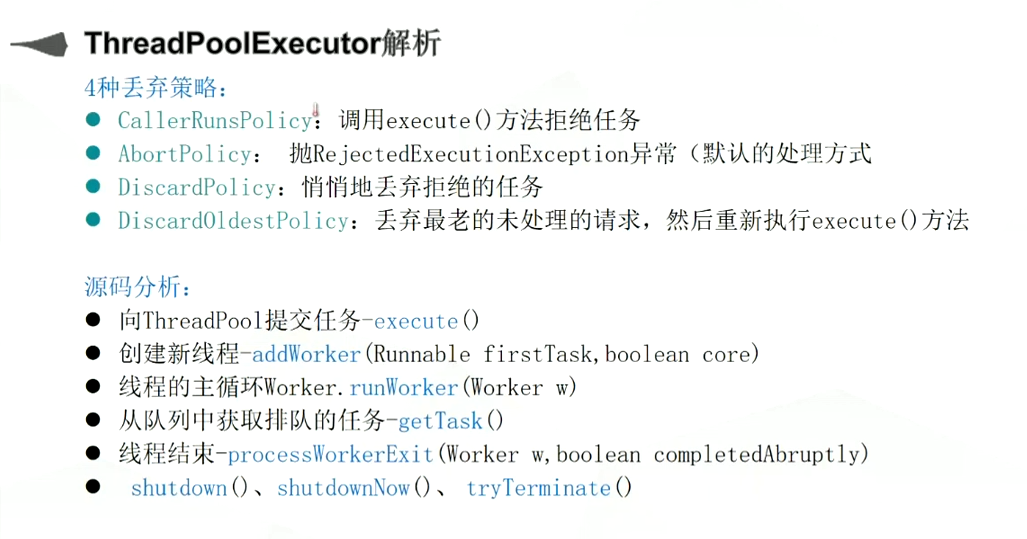 ThreadPoolExecutor解析
4种丢弃策略：
CallerRunsPolicy：调用execute()方法拒绝任务
AbortPolicy： 抛RejectedExecutionException异常（默认的处理方式
DiscardPolicy：悄悄地丢弃拒绝的任务
DiscardOldestPolicy：丢弃最老的未处理的请求，然后重新执行execute()方法
源码分析：
向ThreadPool提交任务-execute()
创建新线程-addWorker(Runnable firstTask,boolean core)
线程的主循环Worker.runWorker(Worker w)
从队列中获取排队的任务-getTask()
线程结束-processWorkerExit(Worker w,boolean completedAbruptly)
shutdown()、shutdownNow()、 tryTerminate()